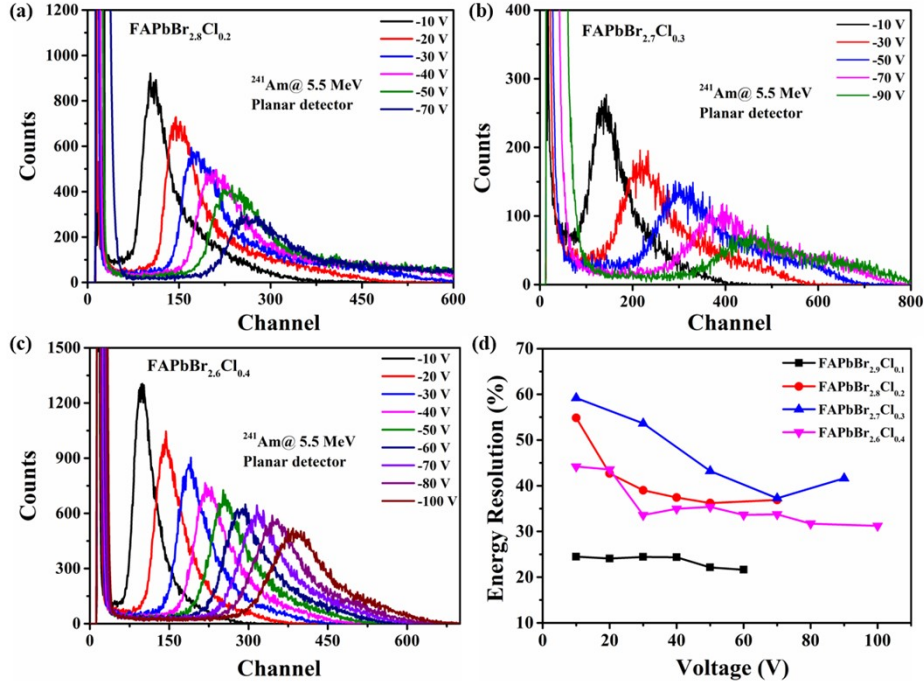 (a)
FAPbBr2.8Cl0.2
241Am@ 5.5 MeV
Planar detector
-10 V
-20 V
-30 V
-40 V
-50 V
-70 V
1200
1000
800
600
400
200
0
Counts
0 150 300 450 600
Channel
(b)
FAPbBr2.7Cl0.3
241Am@ 5.5 MeV
Planar detector
-10 V
-30 V
-50 V
-70 V
-90 V
400
300
200
100
0
Counts
0 200 400 600 800
Channel
(c)
FAPbBr2.6Cl0.4
241Am@ 5.5 MeV
Planar detector
-10 V
-20 V
-30 V
-40 V
-50 V
-60 V
-70 V
-80 V
-100 V
1500
1200
900
600
300
0
Counts
0 150 300 450 600
Channel
(d)
FAPbBr2.9Cl0.1
FAPbBr2.8Cl0.2
FAPbBr2.7Cl0.3
FAPbBr2.6Cl0.4
70
60
50
40
30
20
10
Energy Resolution (%)
0 20 40 60 80 100
Voltage (V)